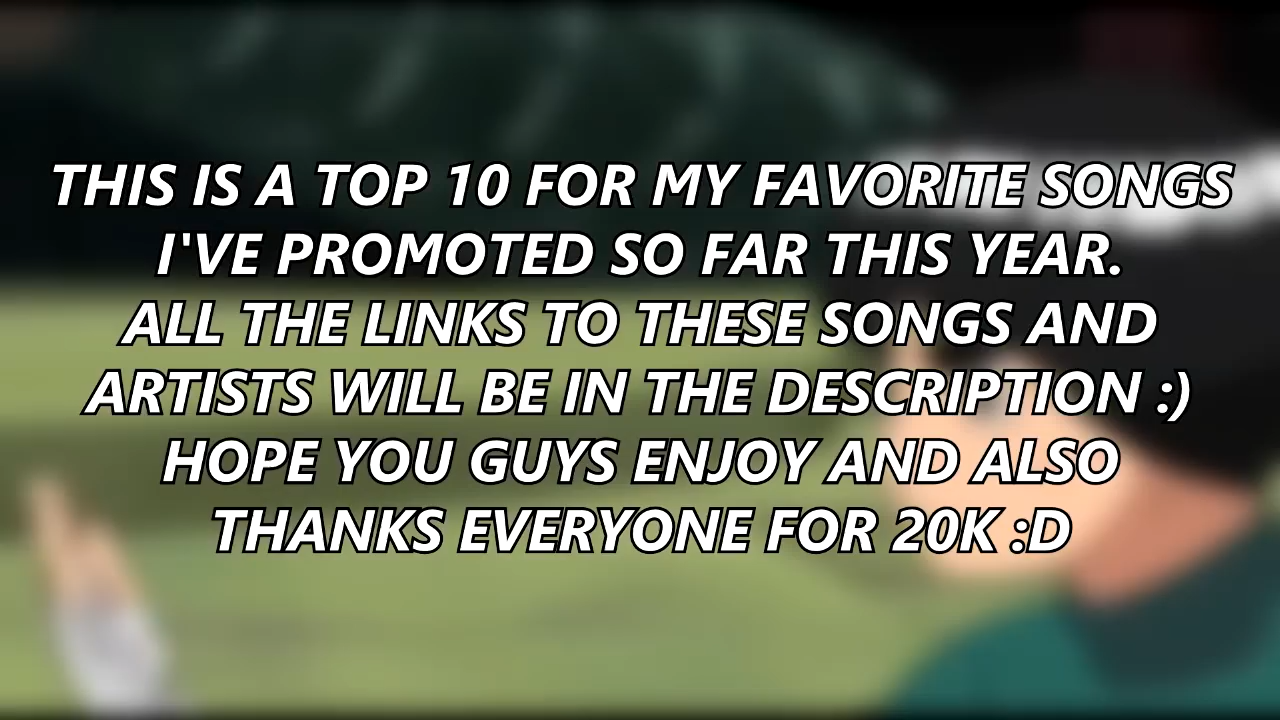 THIS IS A TOP 10 FOR MY FAVORITE SONGS
I'VE PROMOTED SO FAR THIS YEAR.
ALL THE LINKS TO THESE SONGS AND
ARTISTS WILL BE IN THE DESCRIPTION :)
HOPE YOU GUYS ENJOY AND ALSO
THANKS EVERYONE FOR 20K :D